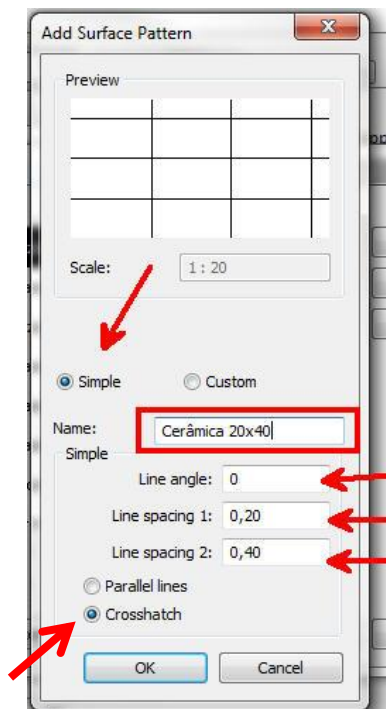 Add Surface Pattern
Preview
Scale: 1 : 20
Simple Custom
Name: Cerâmica 20x40
Simple
Line angle: 0
Line spacing 1: 0,20
Line spacing 2: 0,40
Parallel lines
Crosshatch
OK Cancel